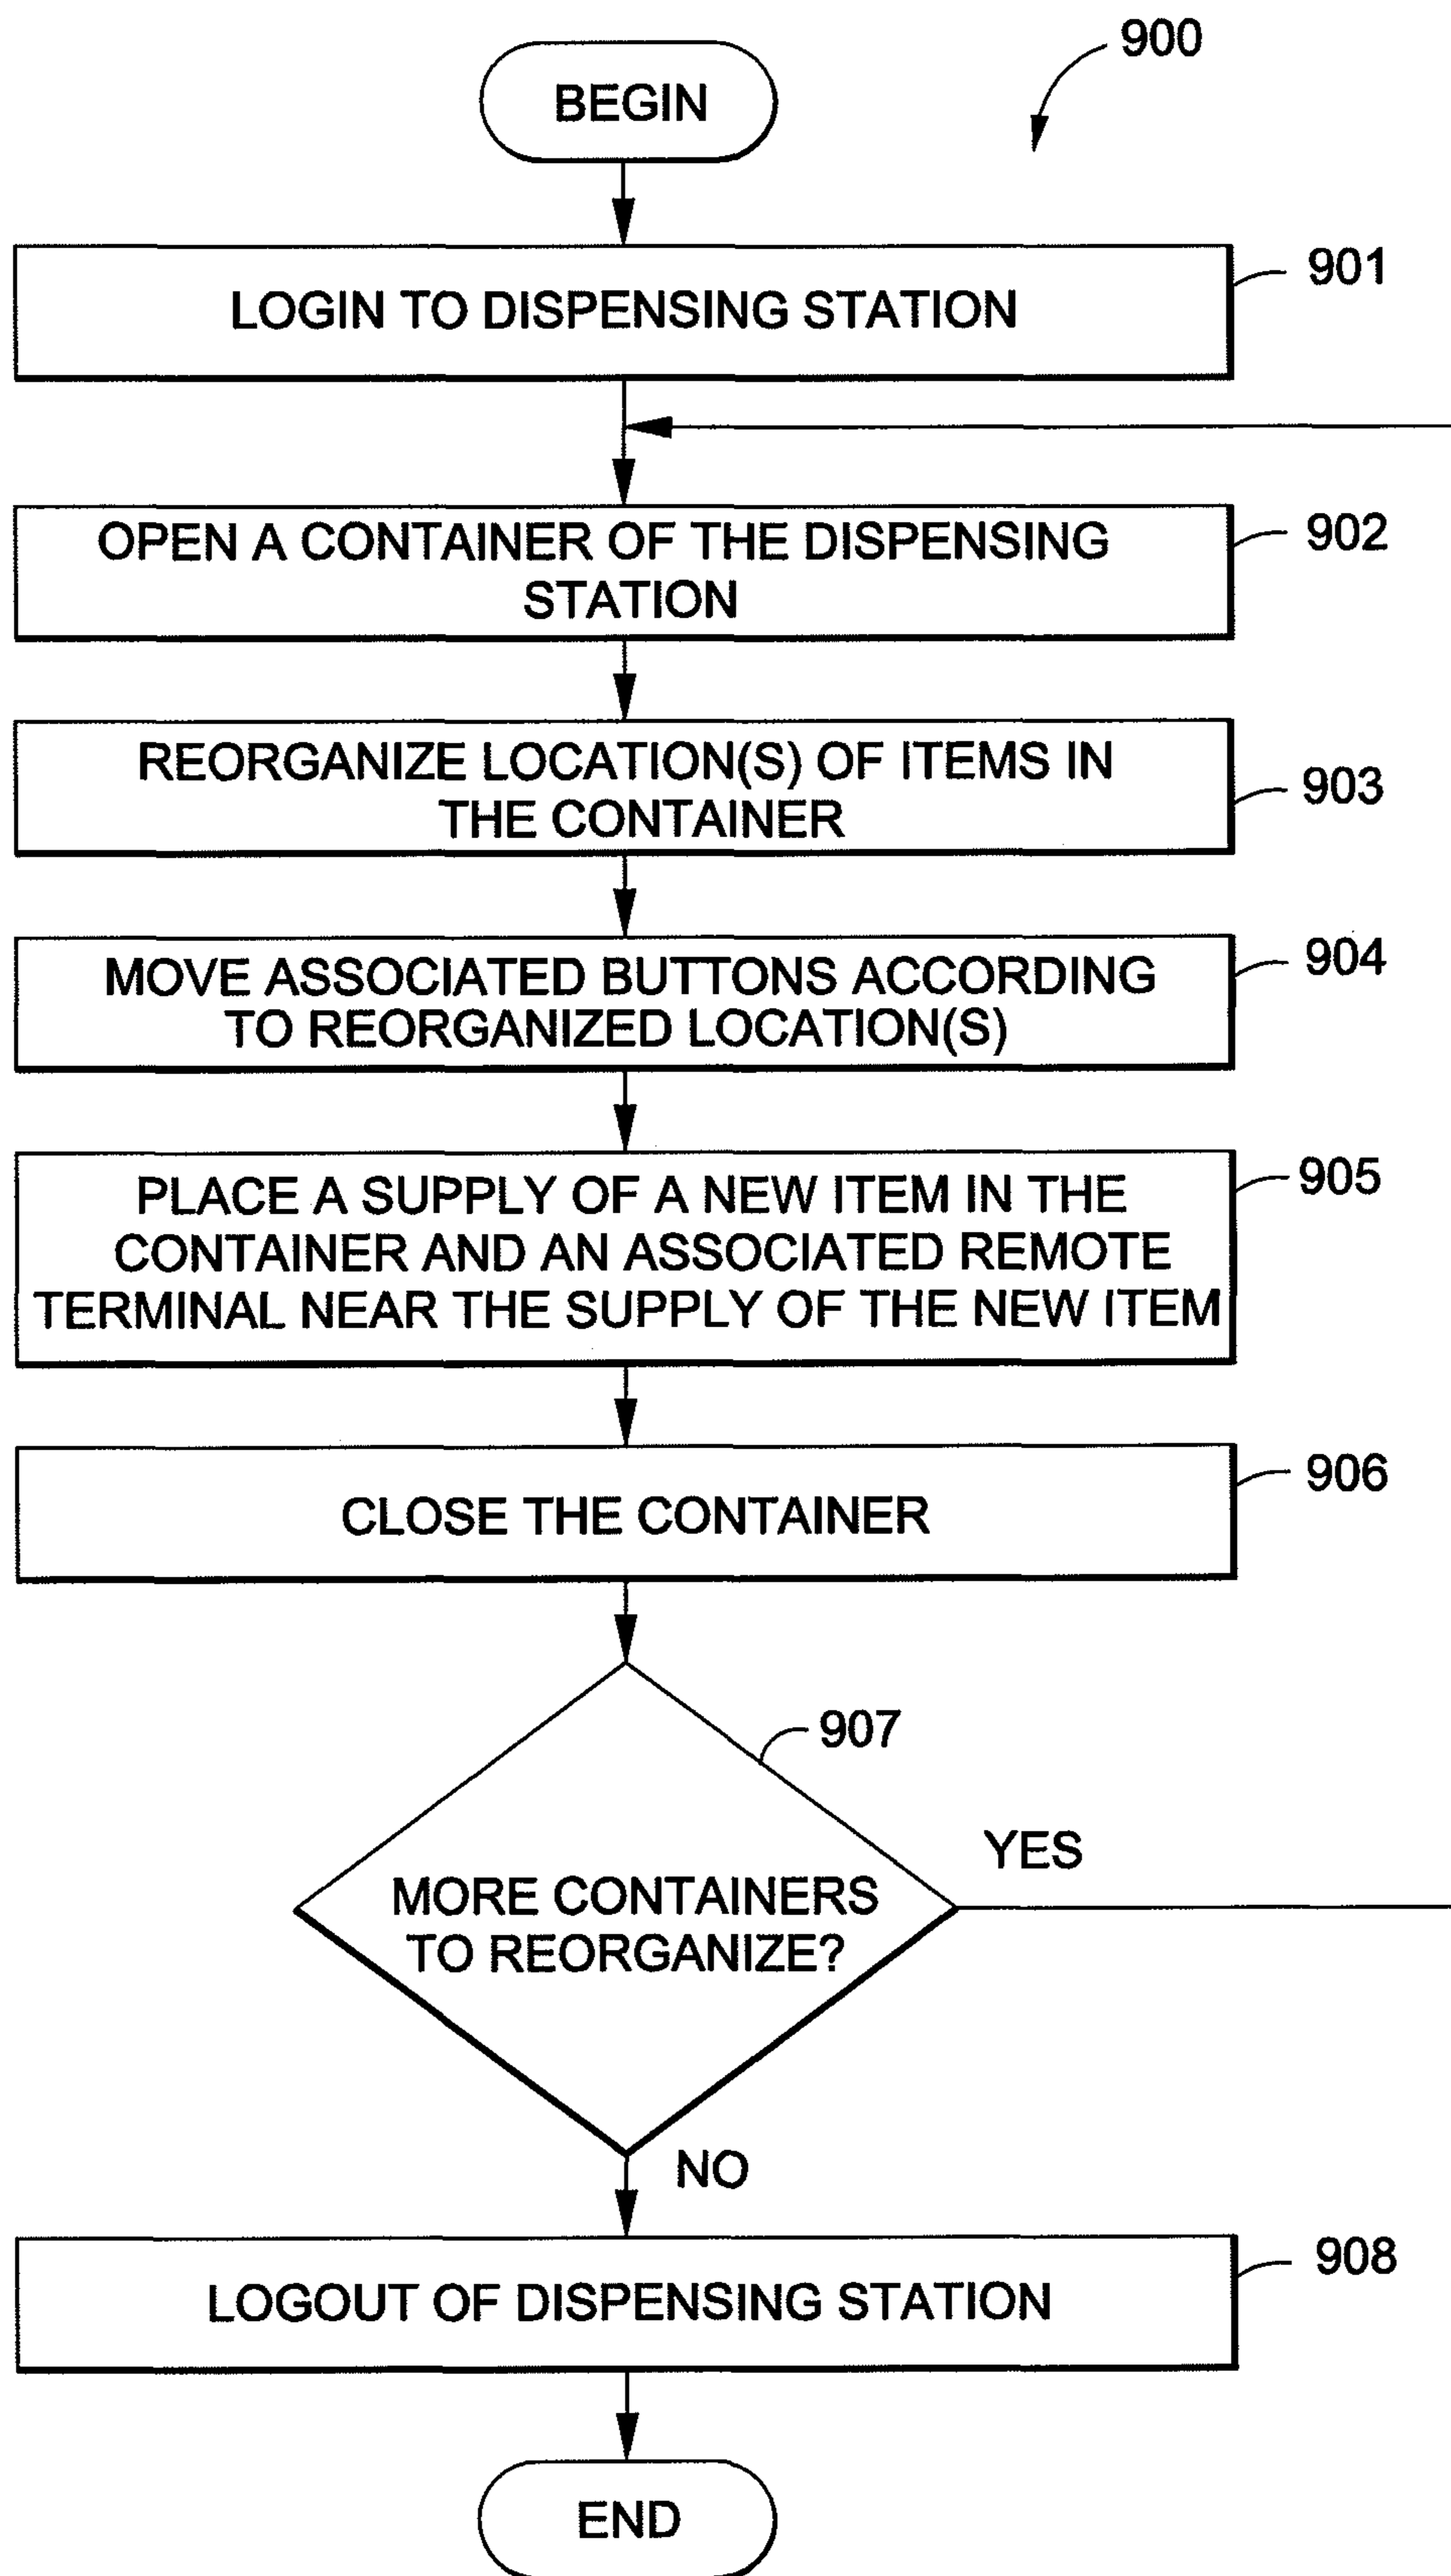 900
BEGIN
901
LOGIN TO DISPENSING STATION
902
OPEN A CONTAINER OF THE DISPENSING
STATION
903
REORGANIZE LOCATION(S) OF ITEMS IN
THE CONTAINER
904
MOVE ASSOCIATED BUTTONS ACCORDING
TO REORGANIZED LOCATION(S)
905
PLACE A SUPPLY OF A NEW ITEM IN THE
CONTAINER AND AN ASSOCIATED REMOTE
TERMINAL NEAR THE SUPPLY OF THE NEW ITEM
906
CLOSE THE CONTAINER
907
MORE CONTAINERS
TO REORGANIZE?
YES
NO
908
LOGOUT OF DISPENSING STATION
END